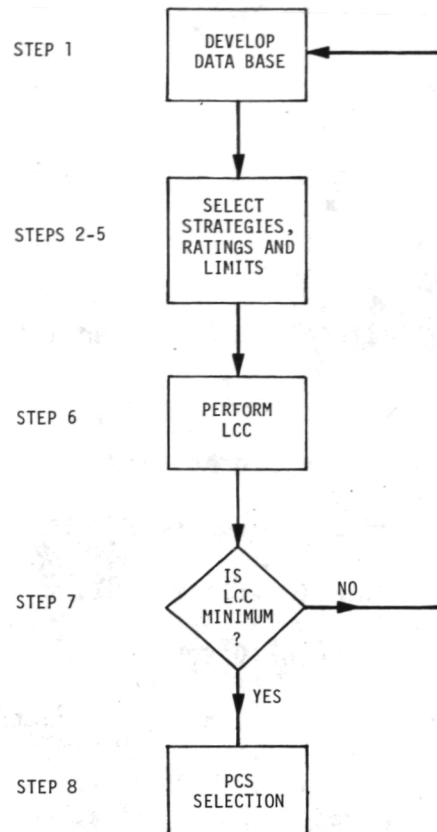 STEP 1
DEVELOP
DATA BASE
STEPS 2-5
SELECT
STRATEGIES,
RATINGS AND
LIMITS
STEP 6
PERFORM
LCC
STEP 7
IS
LCC
MINIMUM
?
NO
YES
STEP 8
PCS
SELECTION